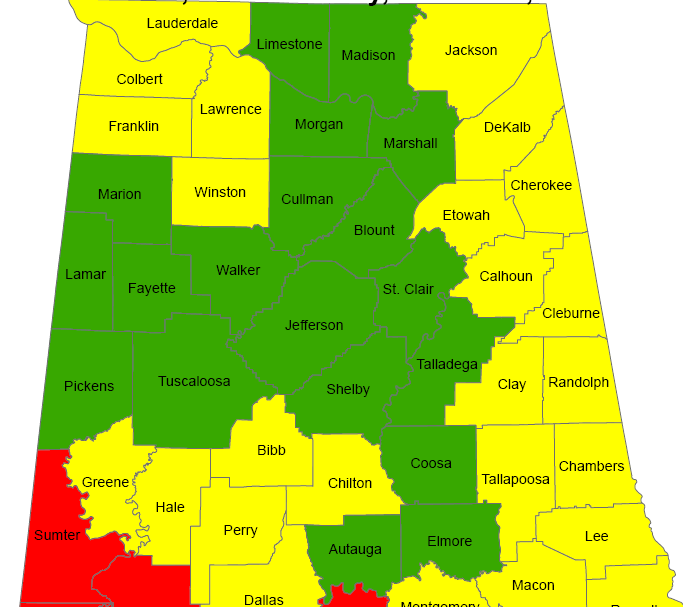 Lauderdale
Limestone
Madison
Jackson
Colbert
Lawrence
Franklin
Morgan
Marshall
DeKalb
Marion
Winston
Cullman
Cherokee
Blount
Etowah
Lamar
Fayette
Walker
St. Clair
Calhoun
Cleburne
Jefferson
Pickens
Tuscaloosa
Shelby
Talladega
Clay
Randolph
Bibb
Coosa
Chambers
Greene
Chilton
Tallapoosa
Hale
Sumter
Perry
Autauga
Elmore
Lee
Macon
Dallas
Montgomery